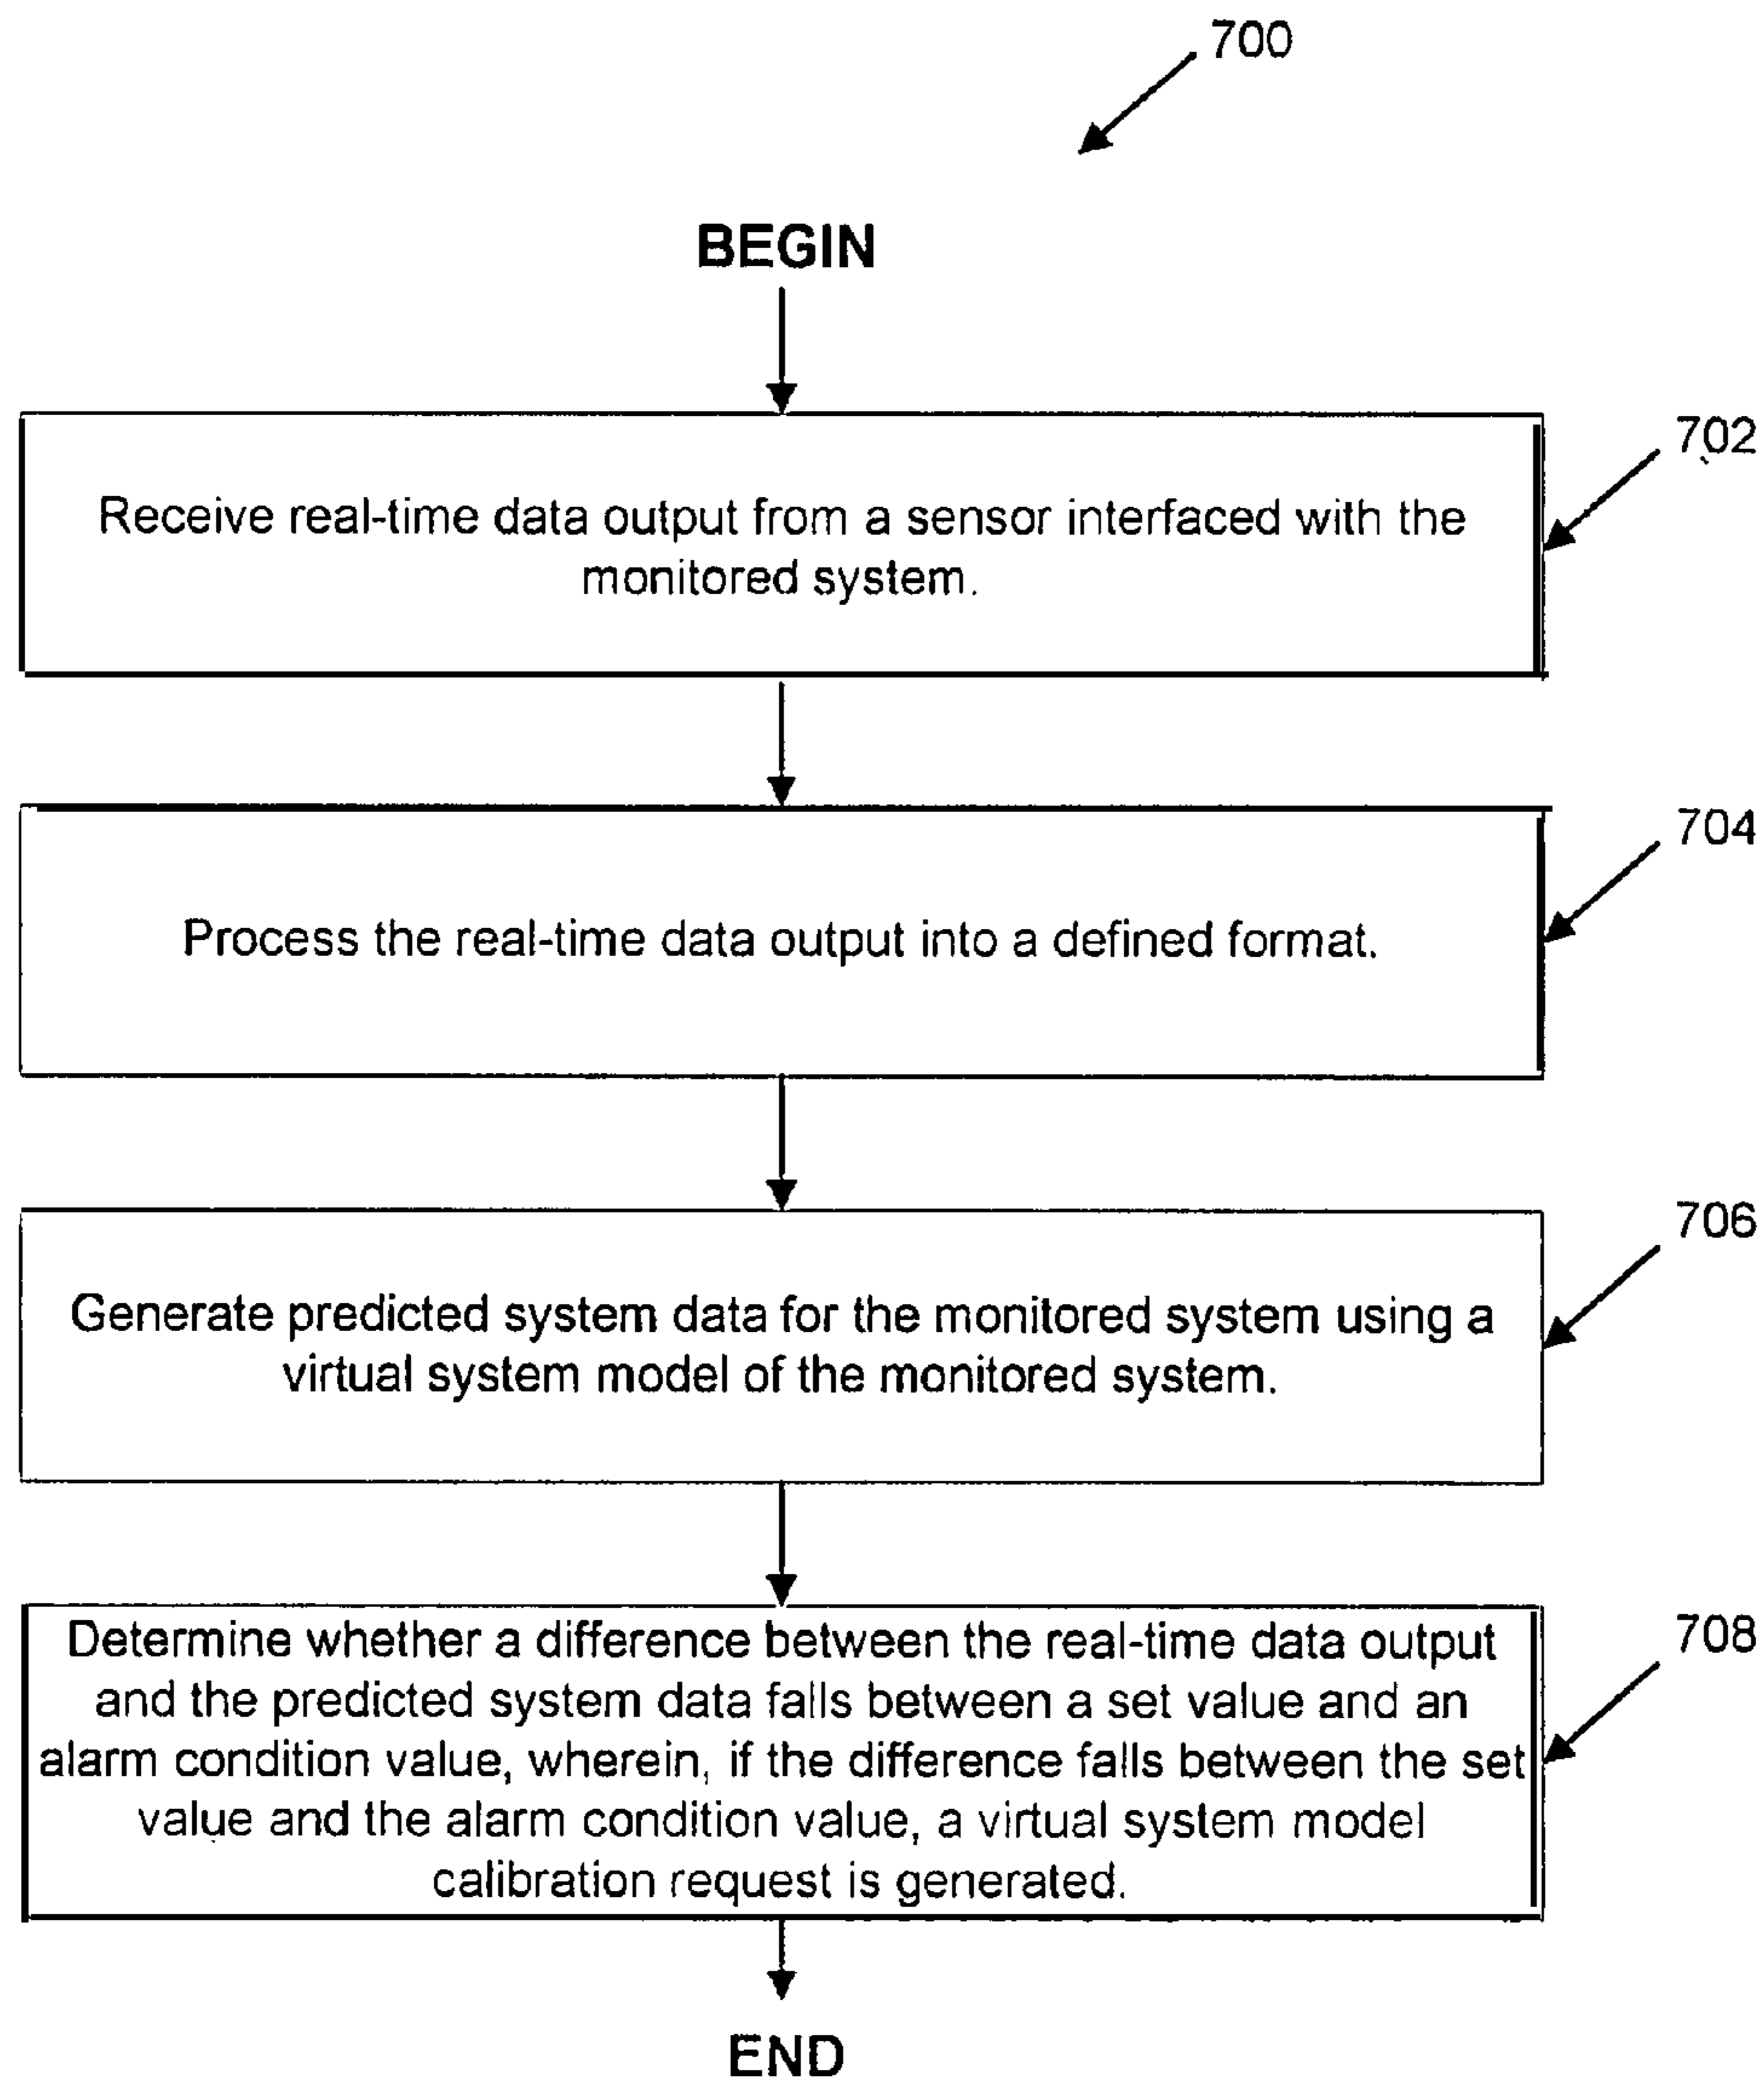 700
BEGIN
702
Receive real-time data output from a sensor interfaced with the
monitored system.
704
Process the real-time data output into a defined format.
706
Generate predicted system data for the monitored system using a
virtual system model of the monitored system.
708
Determine whether a difference between the real-time data output
and the predicted system data falls between a set value and an
alarm condition value, wherein, if the difference falls between the set
value and the alarm condition value, a virtual system model
calibration request is generated.
END